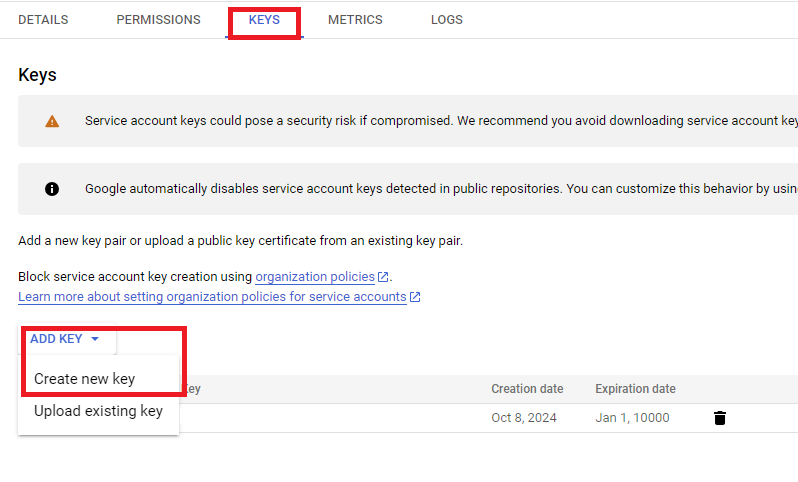 DETAILS PERMISSIONS KEYS METRICS LOGS
Keys
Service account keys could pose a security risk if compromised. We recommend you avoid downloading service account key
Google automatically disables service account keys detected in public repositories. You can customize this behavior by using
Add a new key pair or upload a public key certificate from an existing key pair.
Block service account key creation using organization policies.
Learn more about setting organization policies for service accounts
ADD KEY
Create new key
Key Creation date Expiration date
Upload existing key
Oct 8, 2024 Jan 1, 10000